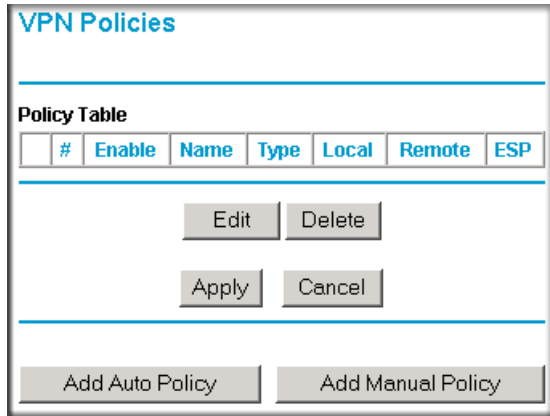 VPN Policies
Policy Table
# Enable Name Type Local Remote ESP
Edit Delete
Apply Cancel
Add Auto Policy Add Manual Policy